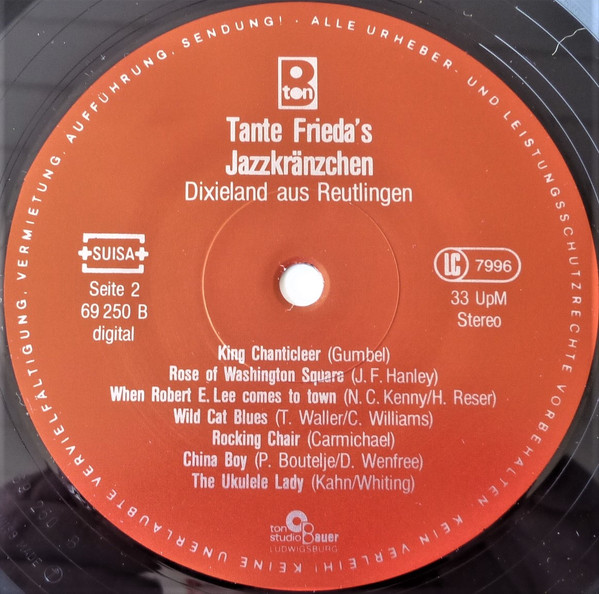 ALLE URHEBER- UND LEISTUNGSSCHUTZRECHTE VORBEHALTEN. KEIN VERLEIH! KEINE UNERLAUBTE VERVIELFÄLTIGUNG, VERMIETUNG, AUFFÜHRUNG, SENDUNG! ·
B
ton
Tante Frieda's
Jazzkränzchen
Dixieland aus Reutlingen
SUISA
Seite 2
69 250 B
digital
LC 7996
33 UpM
Stereo
King Chanticleer (Gumbel)
Rose of Washington Square (J. F. Hanley)
When Robert E. Lee comes to town (N. C. Kenny/H. Reser)
Wild Cat Blues (T. Waller/C. Williams)
Rocking Chair (Carmichael)
China Boy (P. Boutelje/D. Wenfree)
The Ukulele Lady (Kahn/Whiting)
ton
studio Bauer
LUDWIGSBURG